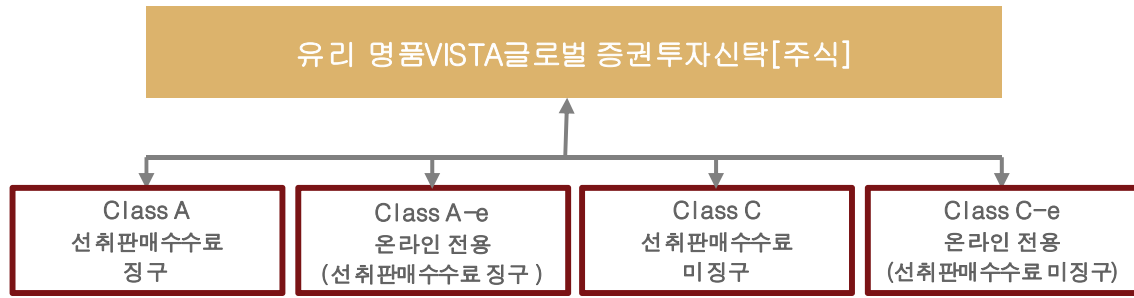 유리 명품VISTA글로벌 증권투자신탁[주식]
Class A
선취판매수수료
징구
Class A-e
온라인 전용
(선취판매수수료 징구 )
Class C
선취판매수수료
미징구
Class C-e
온라인 전용
(선취판매수수료 미징구)